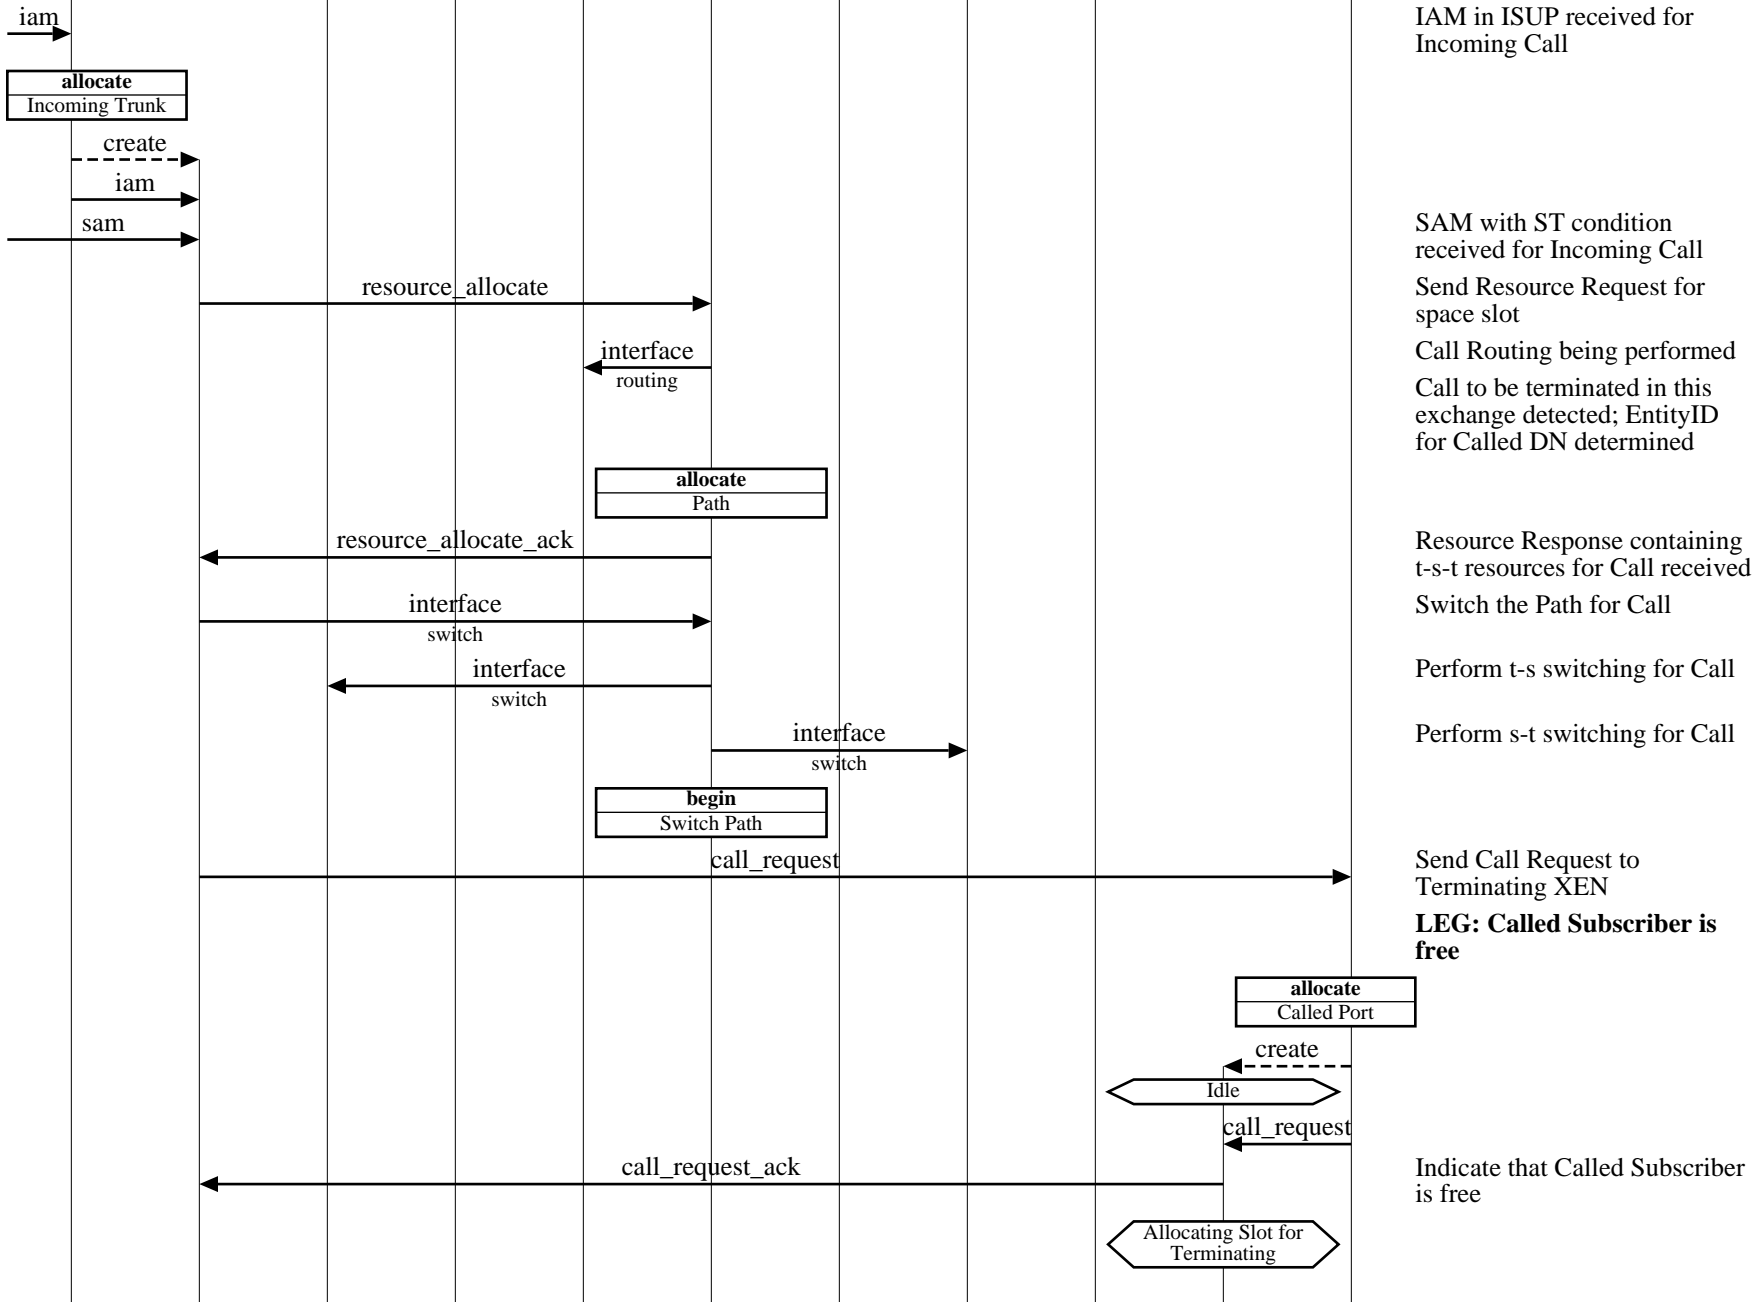 iam
IAM in ISUP received for
Incoming Call
allocate
Incoming Trunk
create
iam
sam
SAM with ST condition
received for Incoming Call
resource_allocate
Send Resource Request for
space slot
interface
routing
Call Routing being performed
Call to be terminated in this
exchange detected; EntityID
for Called DN determined
allocate
Path
resource_allocate_ack
Resource Response containing
t-s-t resources for Call received
interface
switch
Switch the Path for Call
interface
switch
Perform t-s switching for Call
interface
switch
Perform s-t switching for Call
begin
Switch Path
call_request
Send Call Request to
Terminating XEN
LEG: Called Subscriber is
free
allocate
Called Port
create
Idle
call_request
call_request_ack
Indicate that Called Subscriber
is free
Allocating Slot for
Terminating